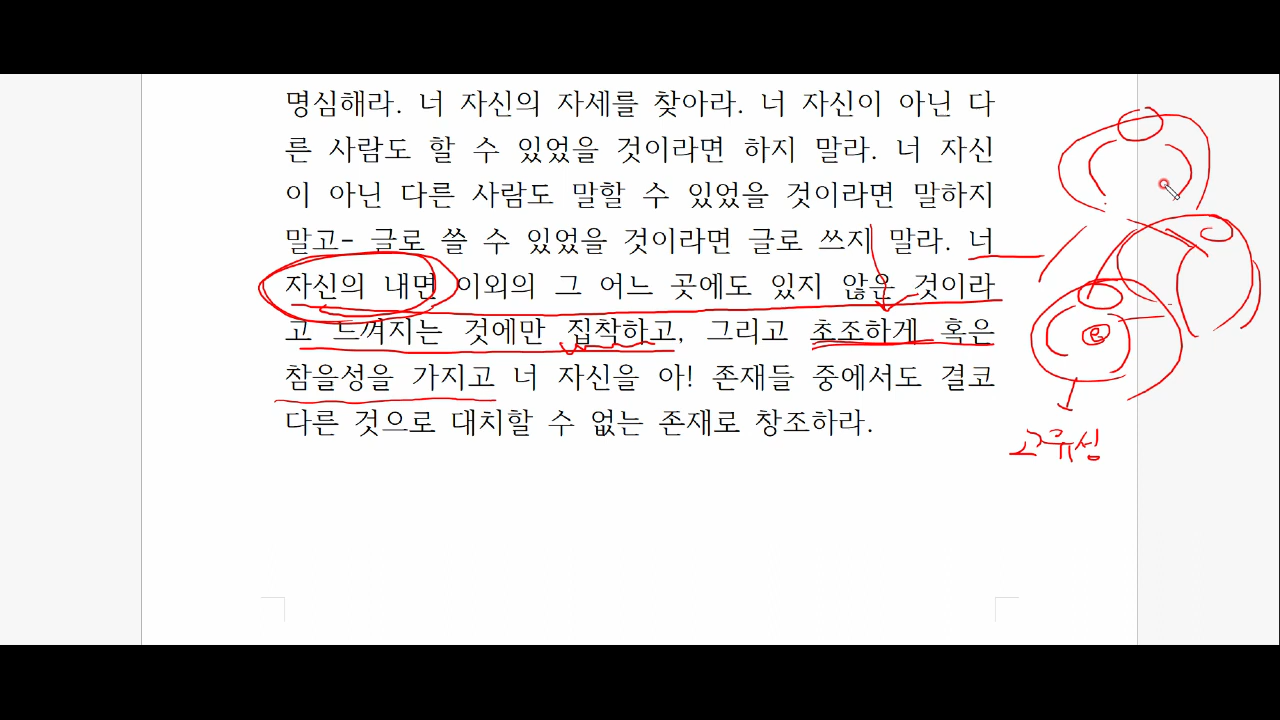 명심해라. 너 자신의 자세를 찾아라. 너 자신이 아닌 다
른 사람도 할 수 있었을 것이라면 하지 말라. 너 자신
이 아닌 다른 사람도 말할 수 있었을 것이라면 말하지
말고- 글로 쓸 수 있었을 것이라면 글로 쓰지 말라. 너
자신의 내면 이외의 그 어느 곳에도 있지 않은 것이라
고 느껴지는 것에만 집착하고, 그리고 초조하게 혹은
참을성을 가지고 너 자신을 아! 존재들 중에서도 결코
다른 것으로 대치할 수 없는 존재로 창조하라.
고유성